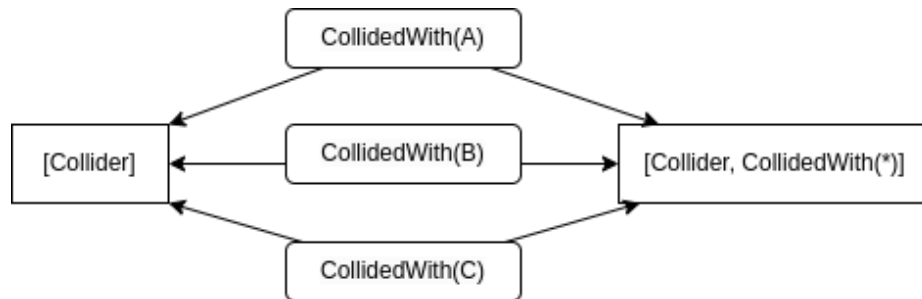 CollidedWith(A)
[Collider]
CollidedWith(B)
[Collider, CollidedWith(*)]
CollidedWith(C)